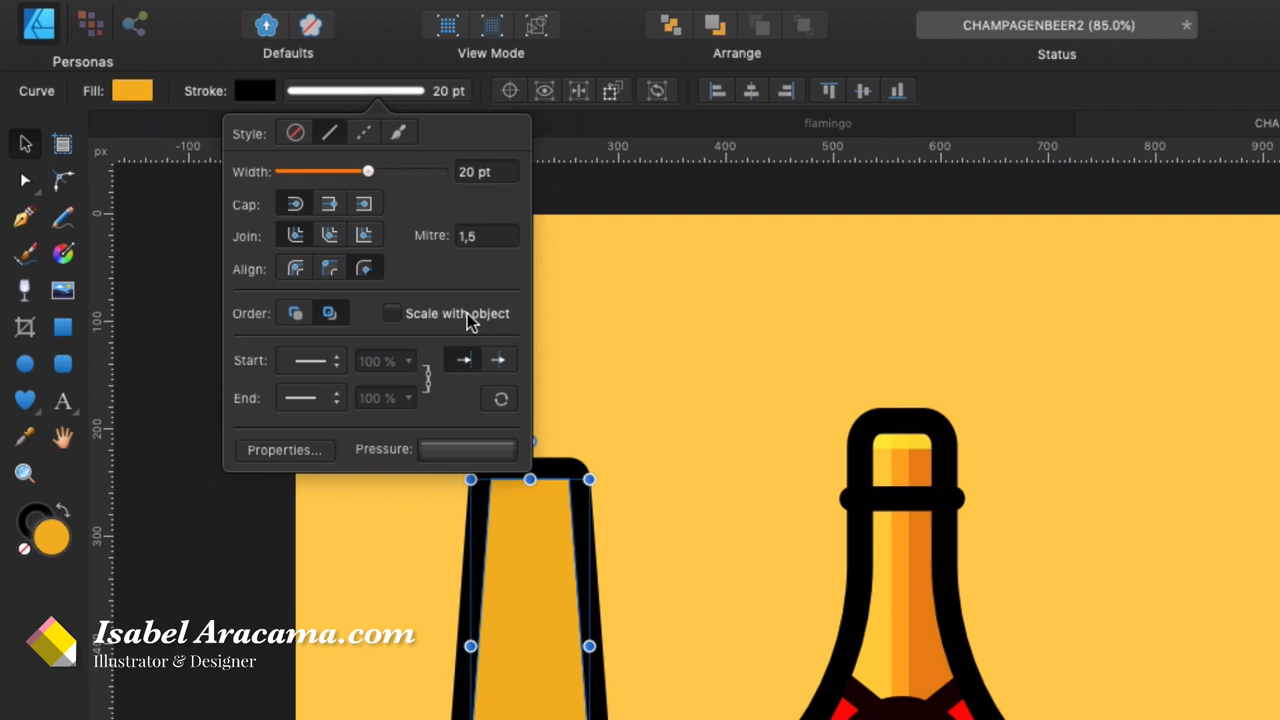 CHAMPAGENBEER2 (85.0%) *
Personas
Defaults
View Mode
Arrange
Status
Curve
Fill:
Stroke:
20 pt
flamingo
CHA
px
-100
300
400
500
600
700
800
900
0
100
200
300
Style:
Width:
20 pt
Cap:
Join:
Mitre:
1,5
Align:
Order:
Scale with object
Start:
100 %
End:
100 %
Properties...
Pressure:
A
Isabel Aracama.com
Illustrator & Designer